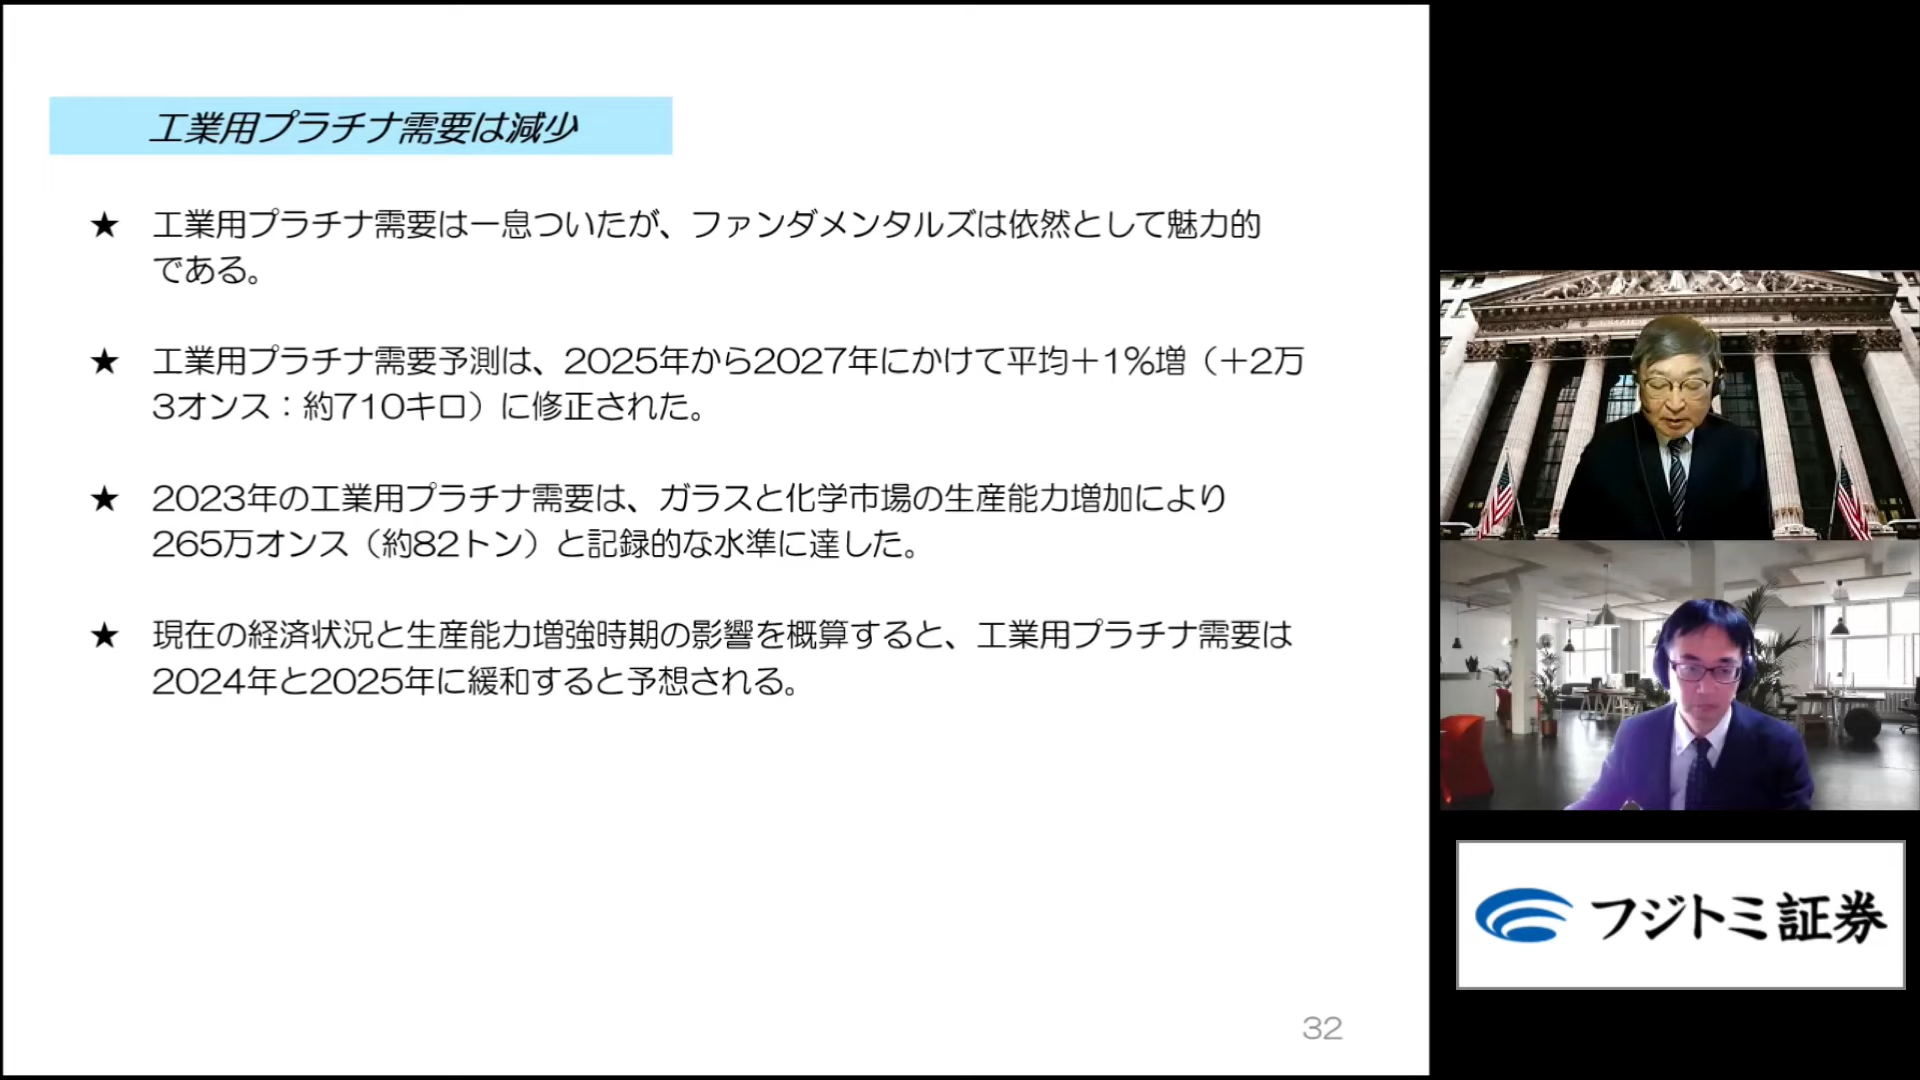 工業用プラチナ需要は減少
★ 工業用プラチナ需要は一息ついたが、ファンダメンタルズは依然として魅力的
である。
★ 工業用プラチナ需要予測は、2025年から2027年にかけて平均＋1％増（＋2万
3オンス：約710キロ）に修正された。
★ 2023年の工業用プラチナ需要は、ガラスと化学市場の生産能力増加により
265万オンス（約82トン）と記録的な水準に達した。
★ 現在の経済状況と生産能力増強時期の影響を概算すると、工業用プラチナ需要は
2024年と2025年に緩和すると予想される。
32
フジトミ証券